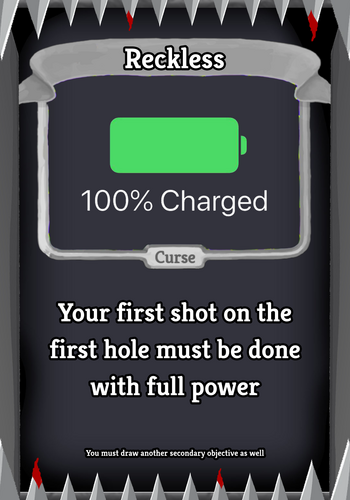 Reckless
100% Charged
Curse
Your first shot on the
first hole must be done
with full power
You must draw another secondary objective as well